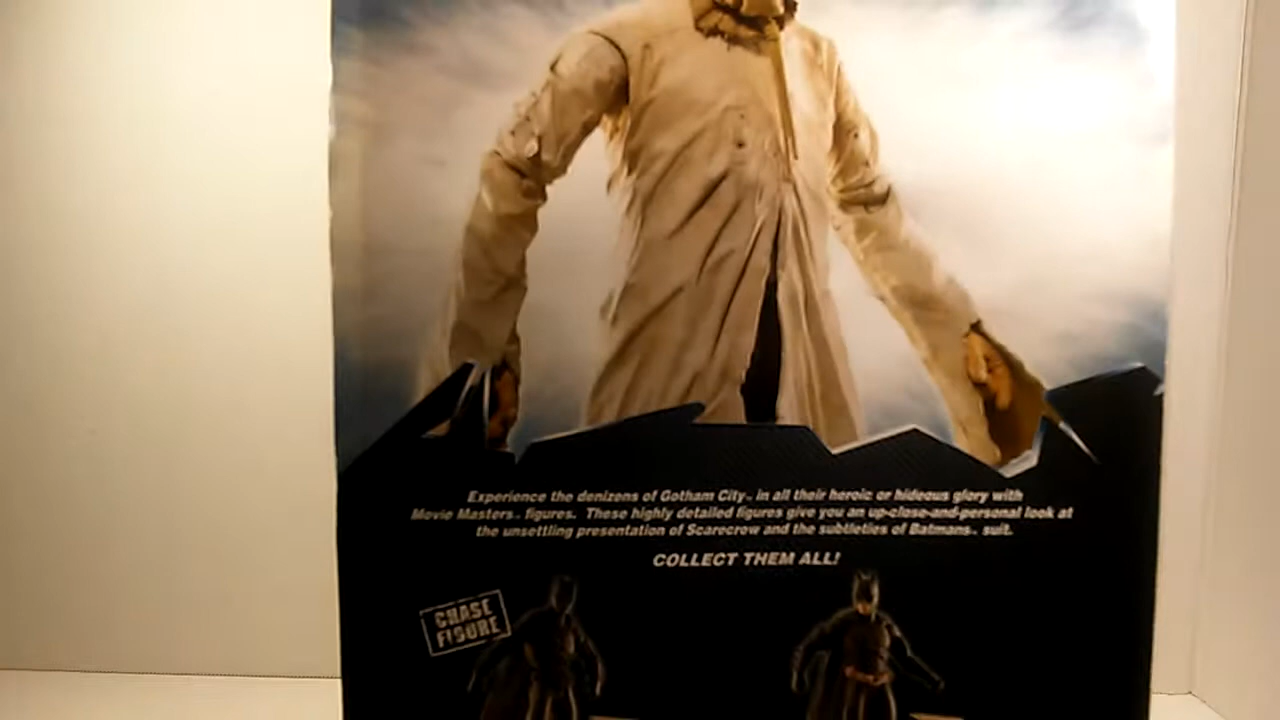 Experience the denizens of Gotham City™ in all their heroic or hideous glory with
Movie Masters™ figures. These highly detailed figures give you an up-close-and-personal look at
the unsettling presentation of Scarecrow and the subtleties of Batmans™ suit.
COLLECT THEM ALL!
CHASE
FIGURE